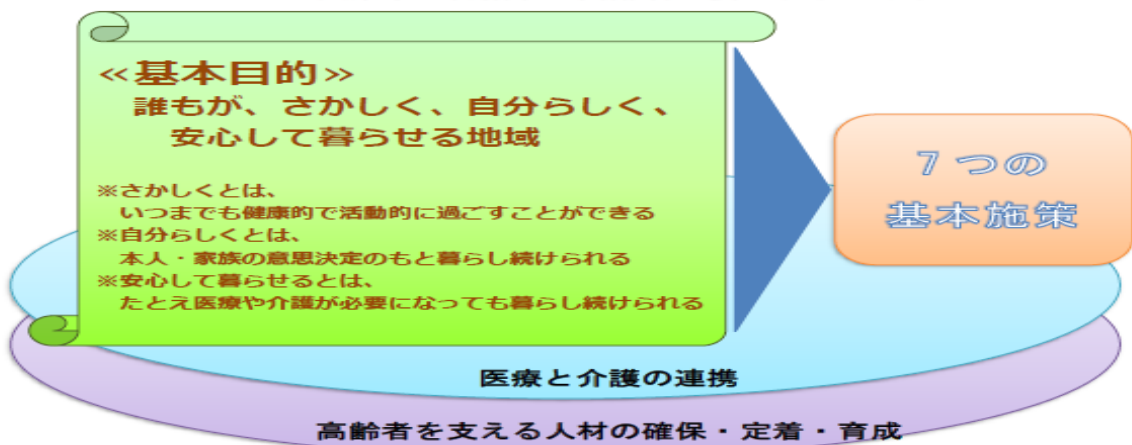 ≪基本目的≫
誰もが、さかしく、自分らしく、
安心して暮らせる地域
※さかしくとは、
いつまでも健康的で活動的に過ごすことができる
※自分らしくとは、
本人・家族の意思決定のもと暮らし続けられる
※安心して暮らせるとは、
たとえ医療や介護が必要になっても暮らし続けられる
7つの
基本施策
医療と介護の連携
高齢者を支える人材の確保・定着・育成